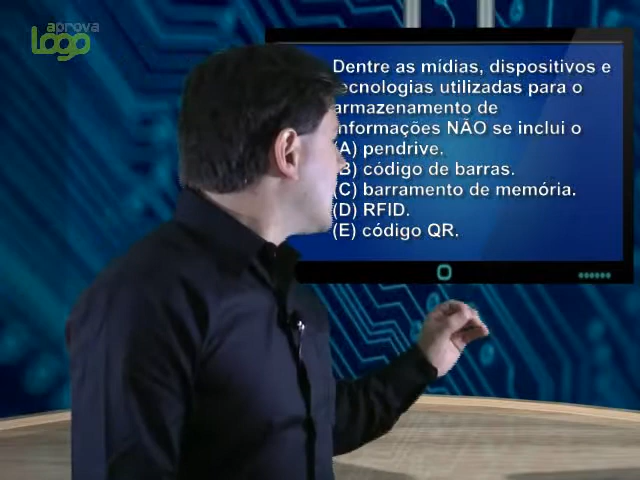 aprova
logo
Dentre as mídias, dispositivos e
tecnologias utilizadas para o
armazenamento de
informações NÃO se inclui o
(A) pendrive.
(B) código de barras.
(C) barramento de memória.
(D) RFID.
(E) código QR.